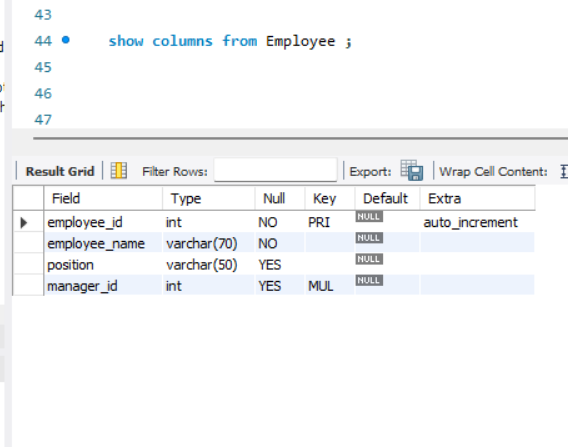 43
44 show columns from Employee ;
45
46
47
Result Grid Filter Rows: Export: Wrap Cell Content:
Field Type Null Key Default Extra
employee_id int NO PRI NULL auto_increment
employee_name varchar(70) NO NULL
position varchar(50) YES NULL
manager_id int YES MUL NULL